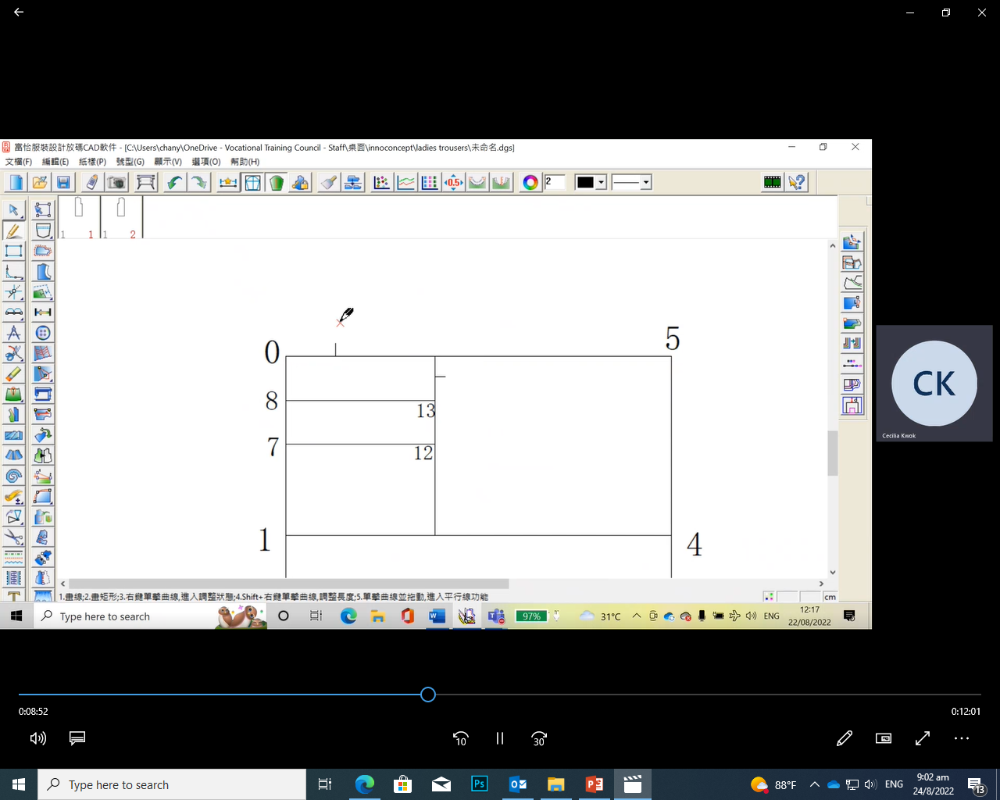 富怡服裝設計放碼CAD軟件 - [C:\Users\chany\OneDrive - Vocational Training Council - Staff\桌面\innoconcept\ladies trousers\未命名.dgs]
文檔(F) 編輯(E) 紙樣(P) 號型(G) 顯示(V) 選項(O) 幫助(H)
0.5 2
1 1 1 2
0 5
8 13
7 12
1 4
CK
Cecilia Kwok
1.畫線;2.畫矩形;3.右鍵單擊曲線,進入調整狀態;4.Shift+右鍵單擊曲線,調整長度;5.單擊曲線並拖動,進入平行線功能
cm
Type here to search
97% 31°C ENG
12:17
22/08/2022
0:08:52 0:12:01
10 30
Type here to search
Ps
88°F ENG
9:02 am
24/8/2022
13